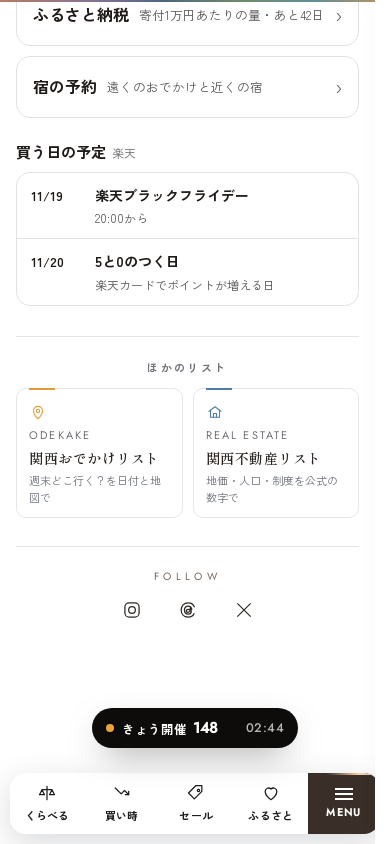 ふるさと納税 寄付1万円あたりの量・あと42日
宿の予約 遠くのおでかけと近くの宿
買う日の予定 楽天
11/19 楽天ブラックフライデー
20:00から
11/20 5と0のつく日
楽天カードでポイントが増える日
ほかのリスト
ODEKAKE
関西おでかけリスト
週末どこ行く？を日付と地
図で
REAL ESTATE
関西不動産リスト
地価・人口・制度を公式の
数字で
FOLLOW
きょう開催 148 02:44
くらべる 買い時 セール ふるさと MENU